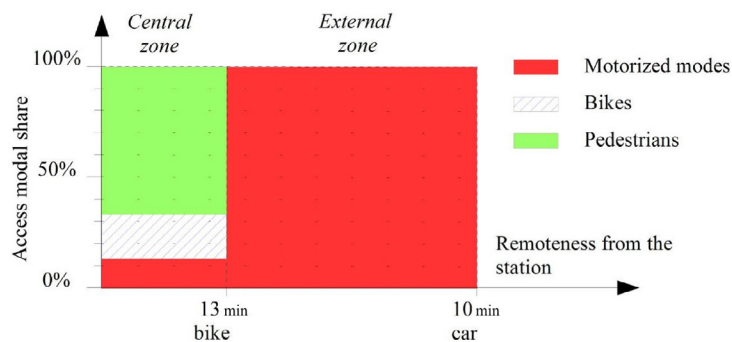 Central
zone
External
zone
100%
50%
0%
Access modal share
Motorized modes
Bikes
Pedestrians
Remoteness from the
station
13 min
bike
10 min
car